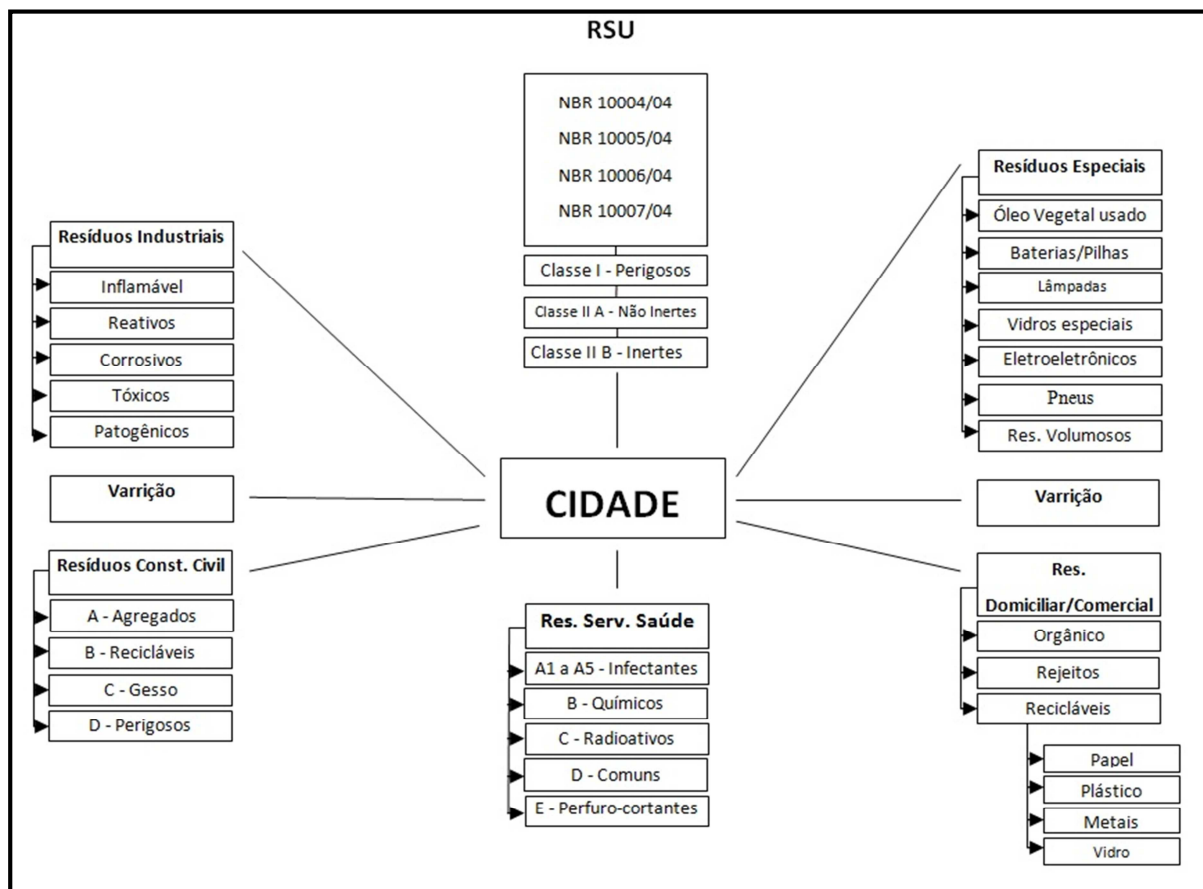 RSU
NBR 10004/04
NBR 10005/04
NBR 10006/04
NBR 10007/04
Classe I - Perigosos
Classe II A - Não Inertes
Classe II B - Inertes
Resíduos Industriais
Inflamável
Reativos
Corrosivos
Tóxicos
Patogênicos
Varrição
Resíduos Const. Civil
A - Agregados
B - Recicláveis
C - Gesso
D - Perigosos
CIDADE
Res. Serv. Saúde
A1 a A5 - Infectantes
B - Químicos
C - Radioativos
D - Comuns
E - Perfuro-cortantes
Resíduos Especiais
Óleo Vegetal usado
Baterias/Pilhas
Lâmpadas
Vidros especiais
Eletroeletrônicos
Pneus
Res. Volumosos
Varrição
Res.
Domiciliar/Comercial
Orgânico
Rejeitos
Recicláveis
Papel
Plástico
Metais
Vidro